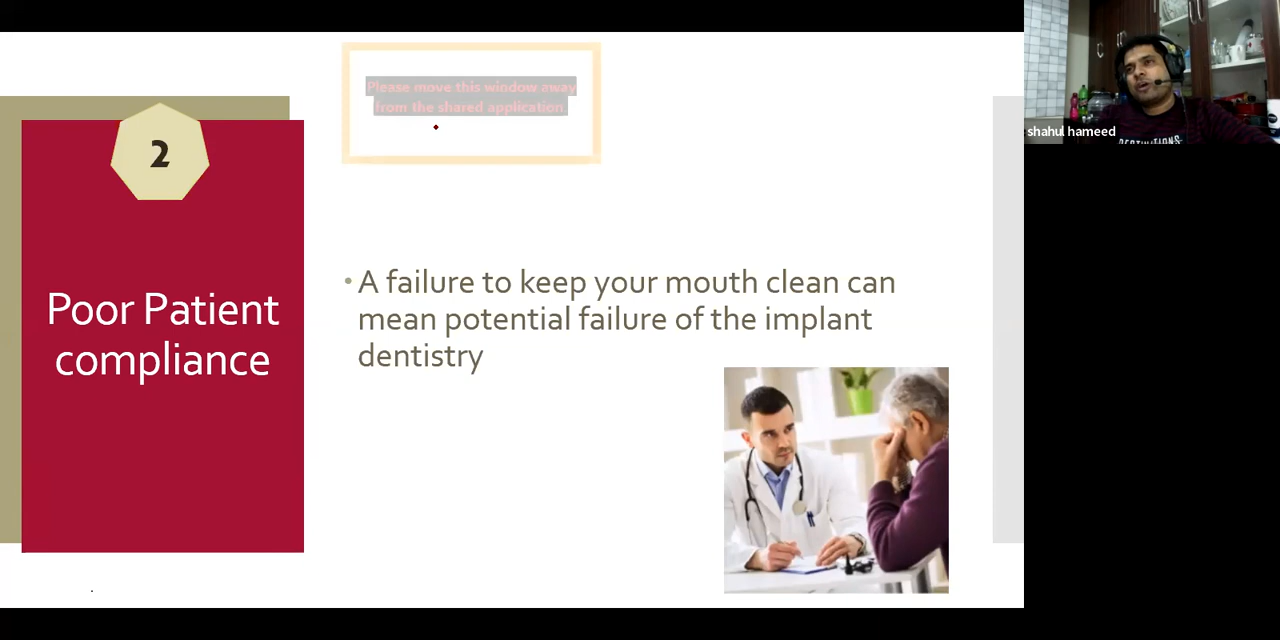 Please move this window away
from the shared application
2
Poor Patient
compliance
• A failure to keep your mouth clean can
mean potential failure of the implant
dentistry
shahul hameed
DESTINATIONS